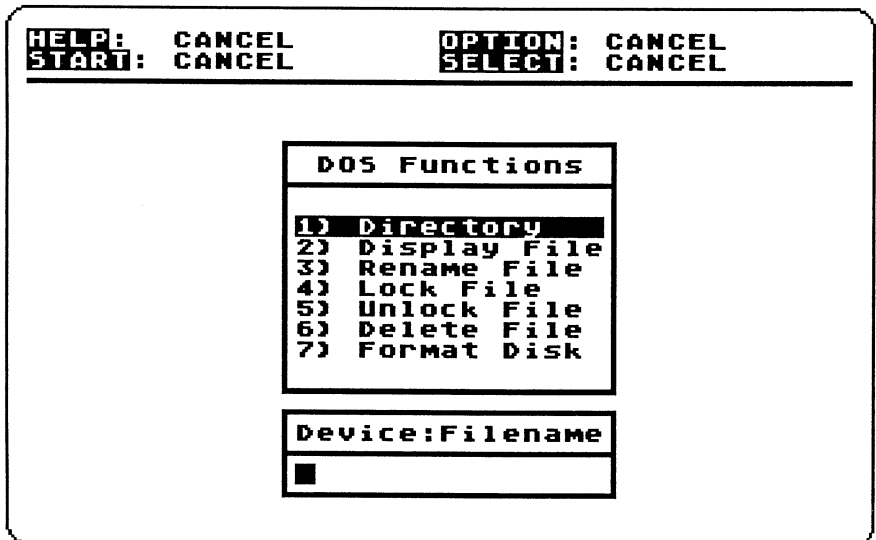 HELP: CANCEL OPTION: CANCEL
START: CANCEL SELECT: CANCEL
DOS Functions
1) Directory
2) Display File
3) Rename File
4) Lock File
5) Unlock File
6) Delete File
7) Format Disk
Device:Filename